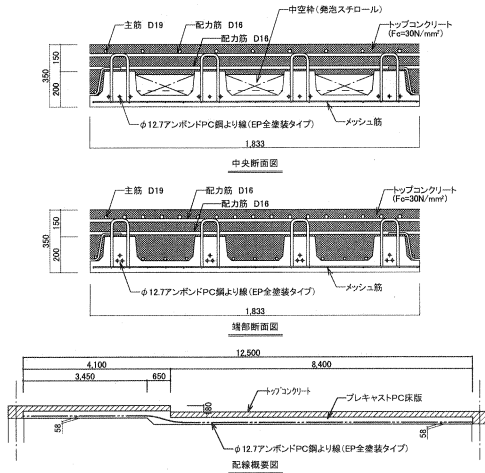 主筋 D19
配力筋 D16
配力筋 D16
中空枠(発泡スチロール)
トップコンクリート
(Fc=30N/mm²)
350
150
200
φ12.7アンボンドPC鋼より線(EP全塗装タイプ)
メッシュ筋
1,833
中央断面図
主筋 D19
配力筋 D16
配力筋 D16
トップコンクリート
(Fc=30N/mm²)
350
150
200
φ12.7アンボンドPC鋼より線(EP全塗装タイプ)
メッシュ筋
1,833
端部断面図
12,500
4,100
8,400
3,450
650
トップコンクリート
180
プレキャストPC床版
58
58
φ12.7アンボンドPC鋼より線(EP全塗装タイプ)
配線概要図